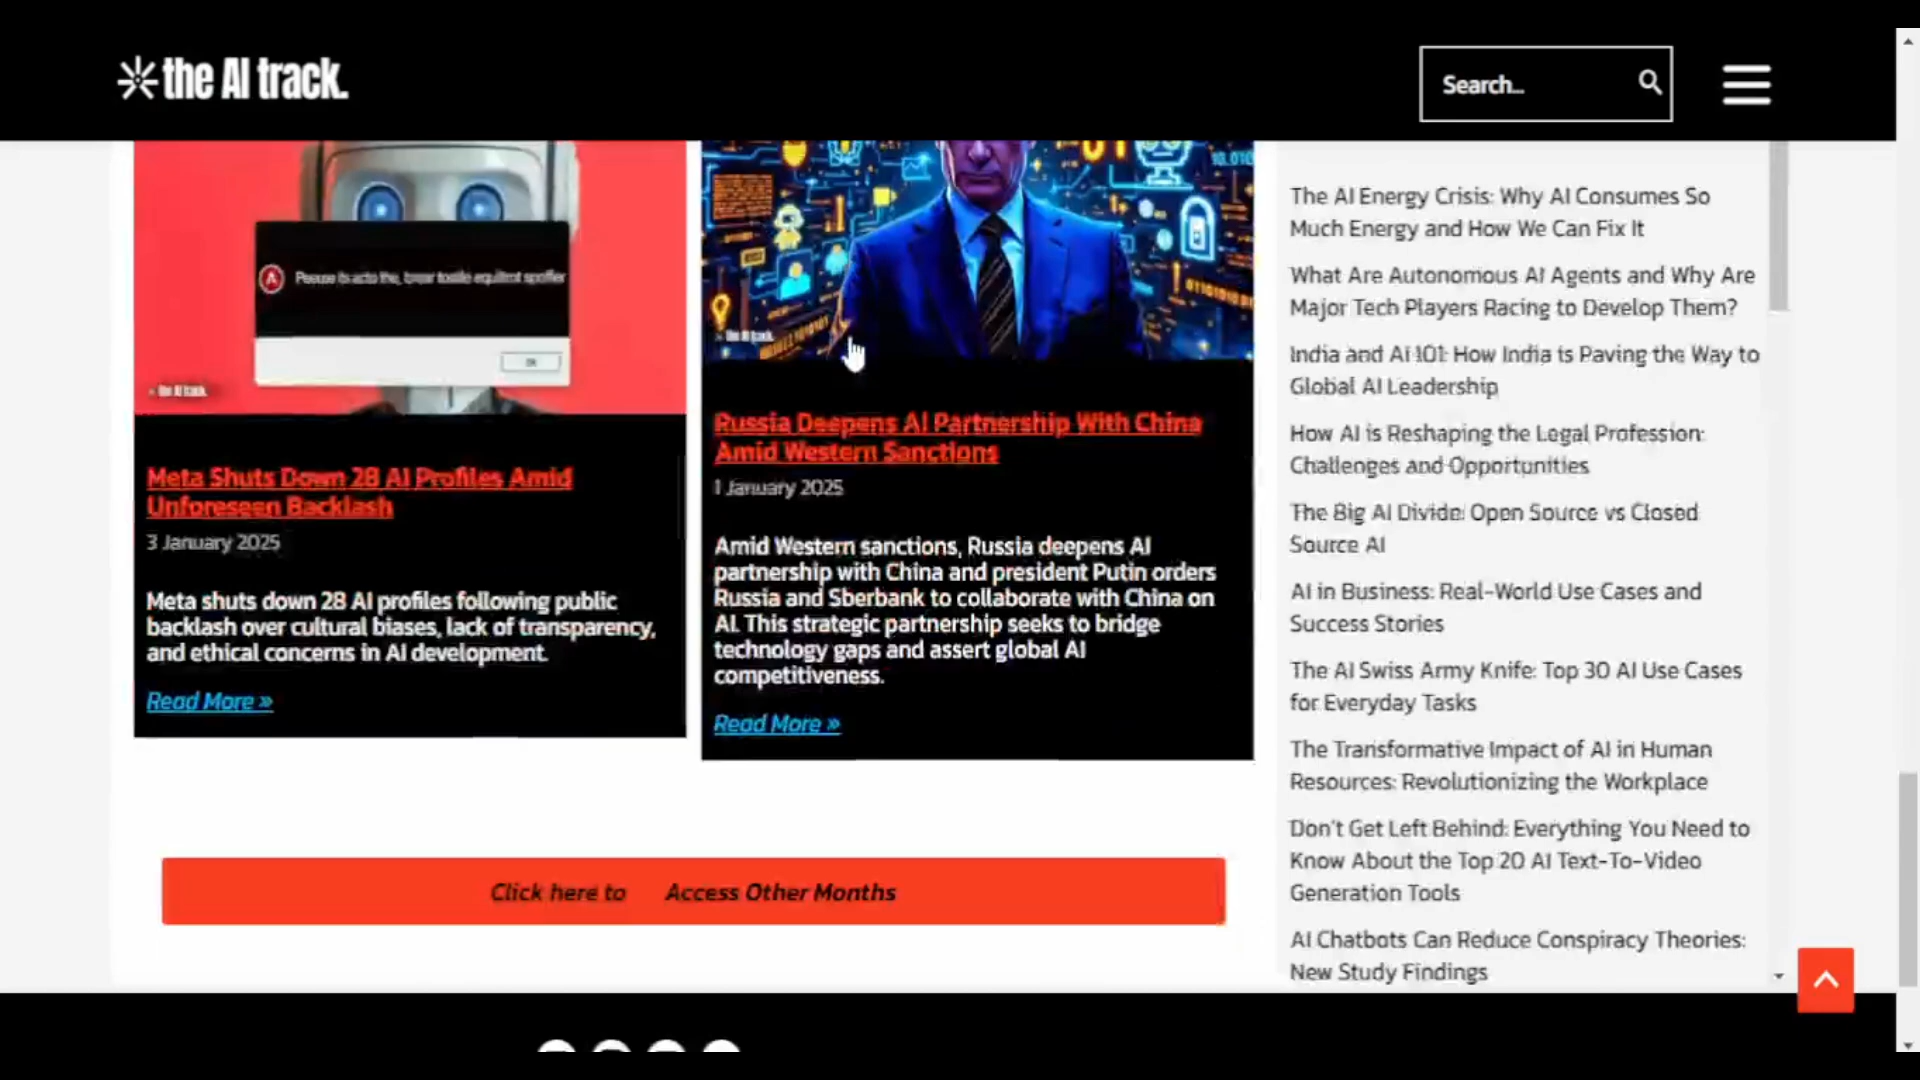 the AI track.
Search...
the AI track.
OK
the AI track.
Meta Shuts Down 28 AI Profiles Amid
Unforeseen Backlash
3 January 2025
Meta shuts down 28 AI profiles following public
backlash over cultural biases, lack of transparency,
and ethical concerns in AI development.
Read More »
Russia Deepens AI Partnership With China
Amid Western Sanctions
1 January 2025
Amid Western sanctions, Russia deepens AI
partnership with China and president Putin orders
Russia and Sberbank to collaborate with China on
AI. This strategic partnership seeks to bridge
technology gaps and assert global AI
competitiveness.
Read More »
Click here to Access Other Months
The AI Energy Crisis: Why AI Consumes So
Much Energy and How We Can Fix It
What Are Autonomous AI Agents and Why Are
Major Tech Players Racing to Develop Them?
India and AI 101: How India is Paving the Way to
Global AI Leadership
How AI is Reshaping the Legal Profession:
Challenges and Opportunities
The Big AI Divide: Open Source vs Closed
Source AI
AI in Business: Real-World Use Cases and
Success Stories
The AI Swiss Army Knife: Top 30 AI Use Cases
for Everyday Tasks
The Transformative Impact of AI in Human
Resources: Revolutionizing the Workplace
Don't Get Left Behind: Everything You Need to
Know About the Top 20 AI Text-To-Video
Generation Tools
AI Chatbots Can Reduce Conspiracy Theories:
New Study Findings